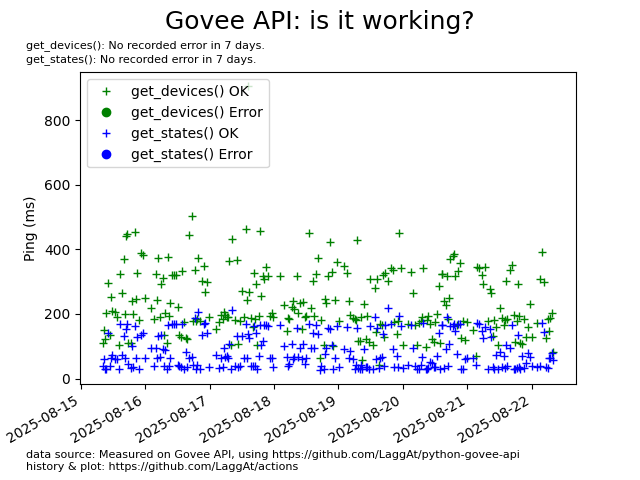 Govee API: is it working?
get_devices(): No recorded error in 7 days.
get_states(): No recorded error in 7 days.
get_devices() OK
get_devices() Error
get_states() OK
get_states() Error
Ping (ms)
800
600
400
200
0
2025-08-15
2025-08-16
2025-08-17
2025-08-18
2025-08-19
2025-08-20
2025-08-21
2025-08-22
data source: Measured on Govee API, using https://github.com/LaggAt/python-govee-api
history & plot: https://github.com/LaggAt/actions